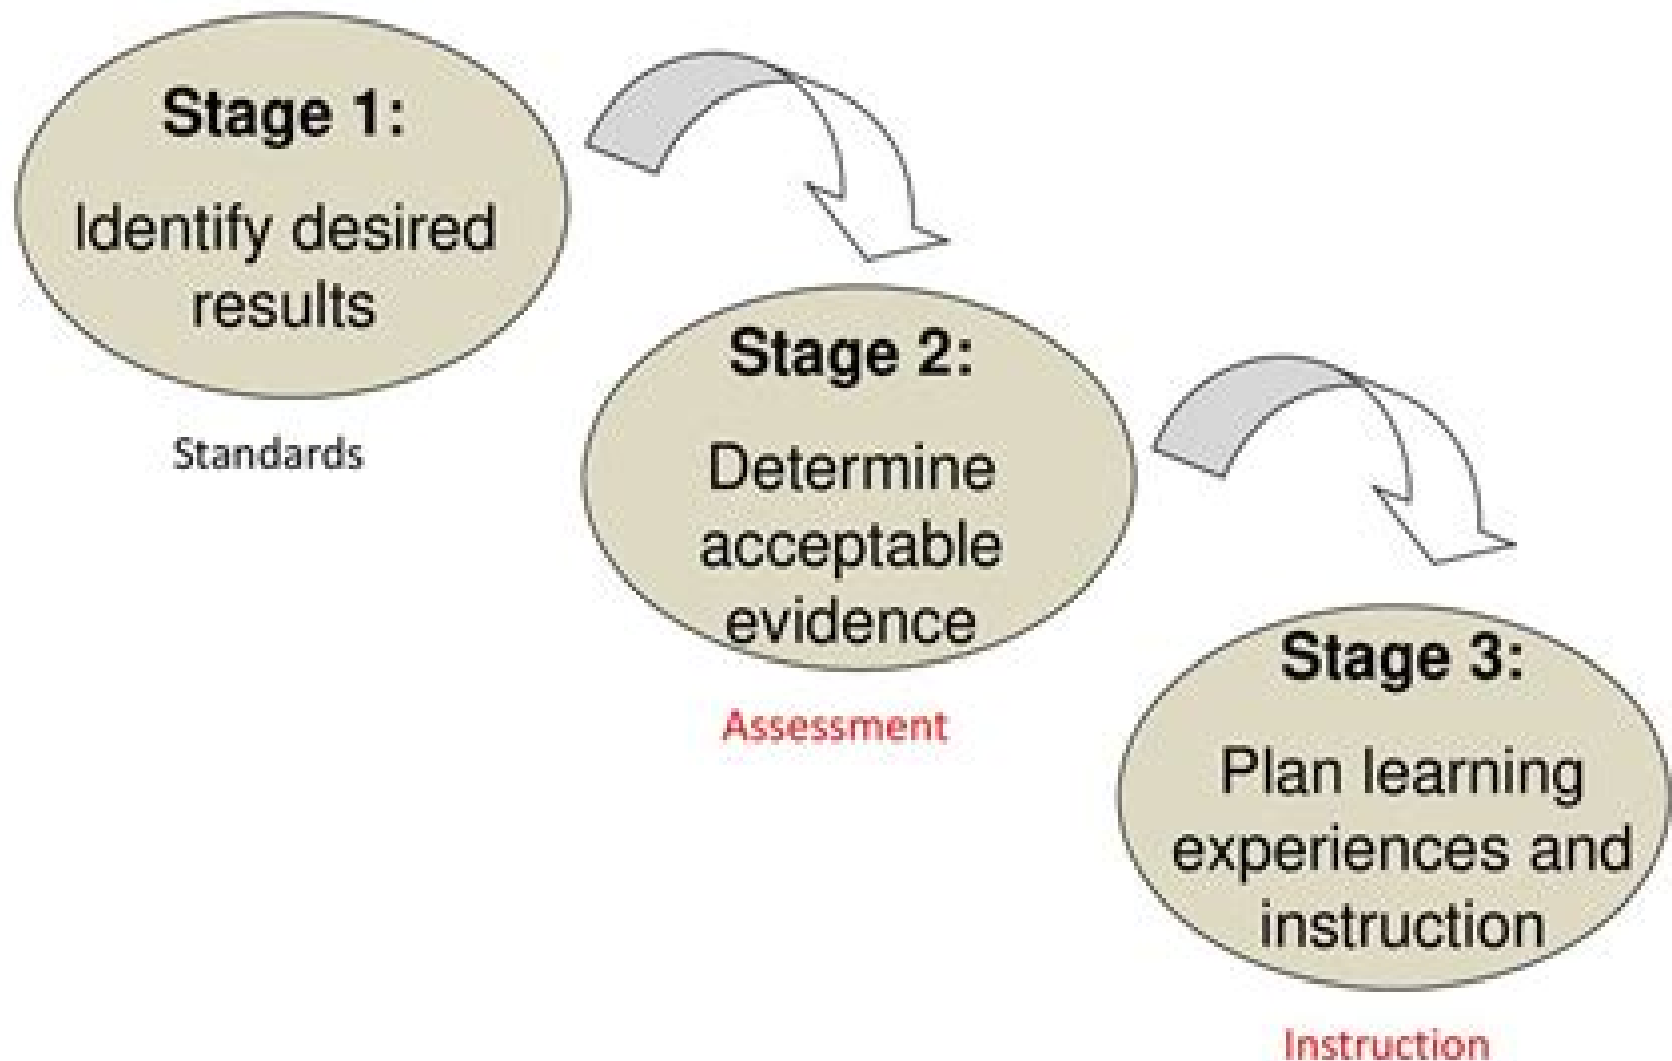 Stage 1:
Identify desired
results
Standards
Stage 2:
Determine
acceptable
evidence
Assessment
Stage 3:
Plan learning
experiences and
instruction
Instruction